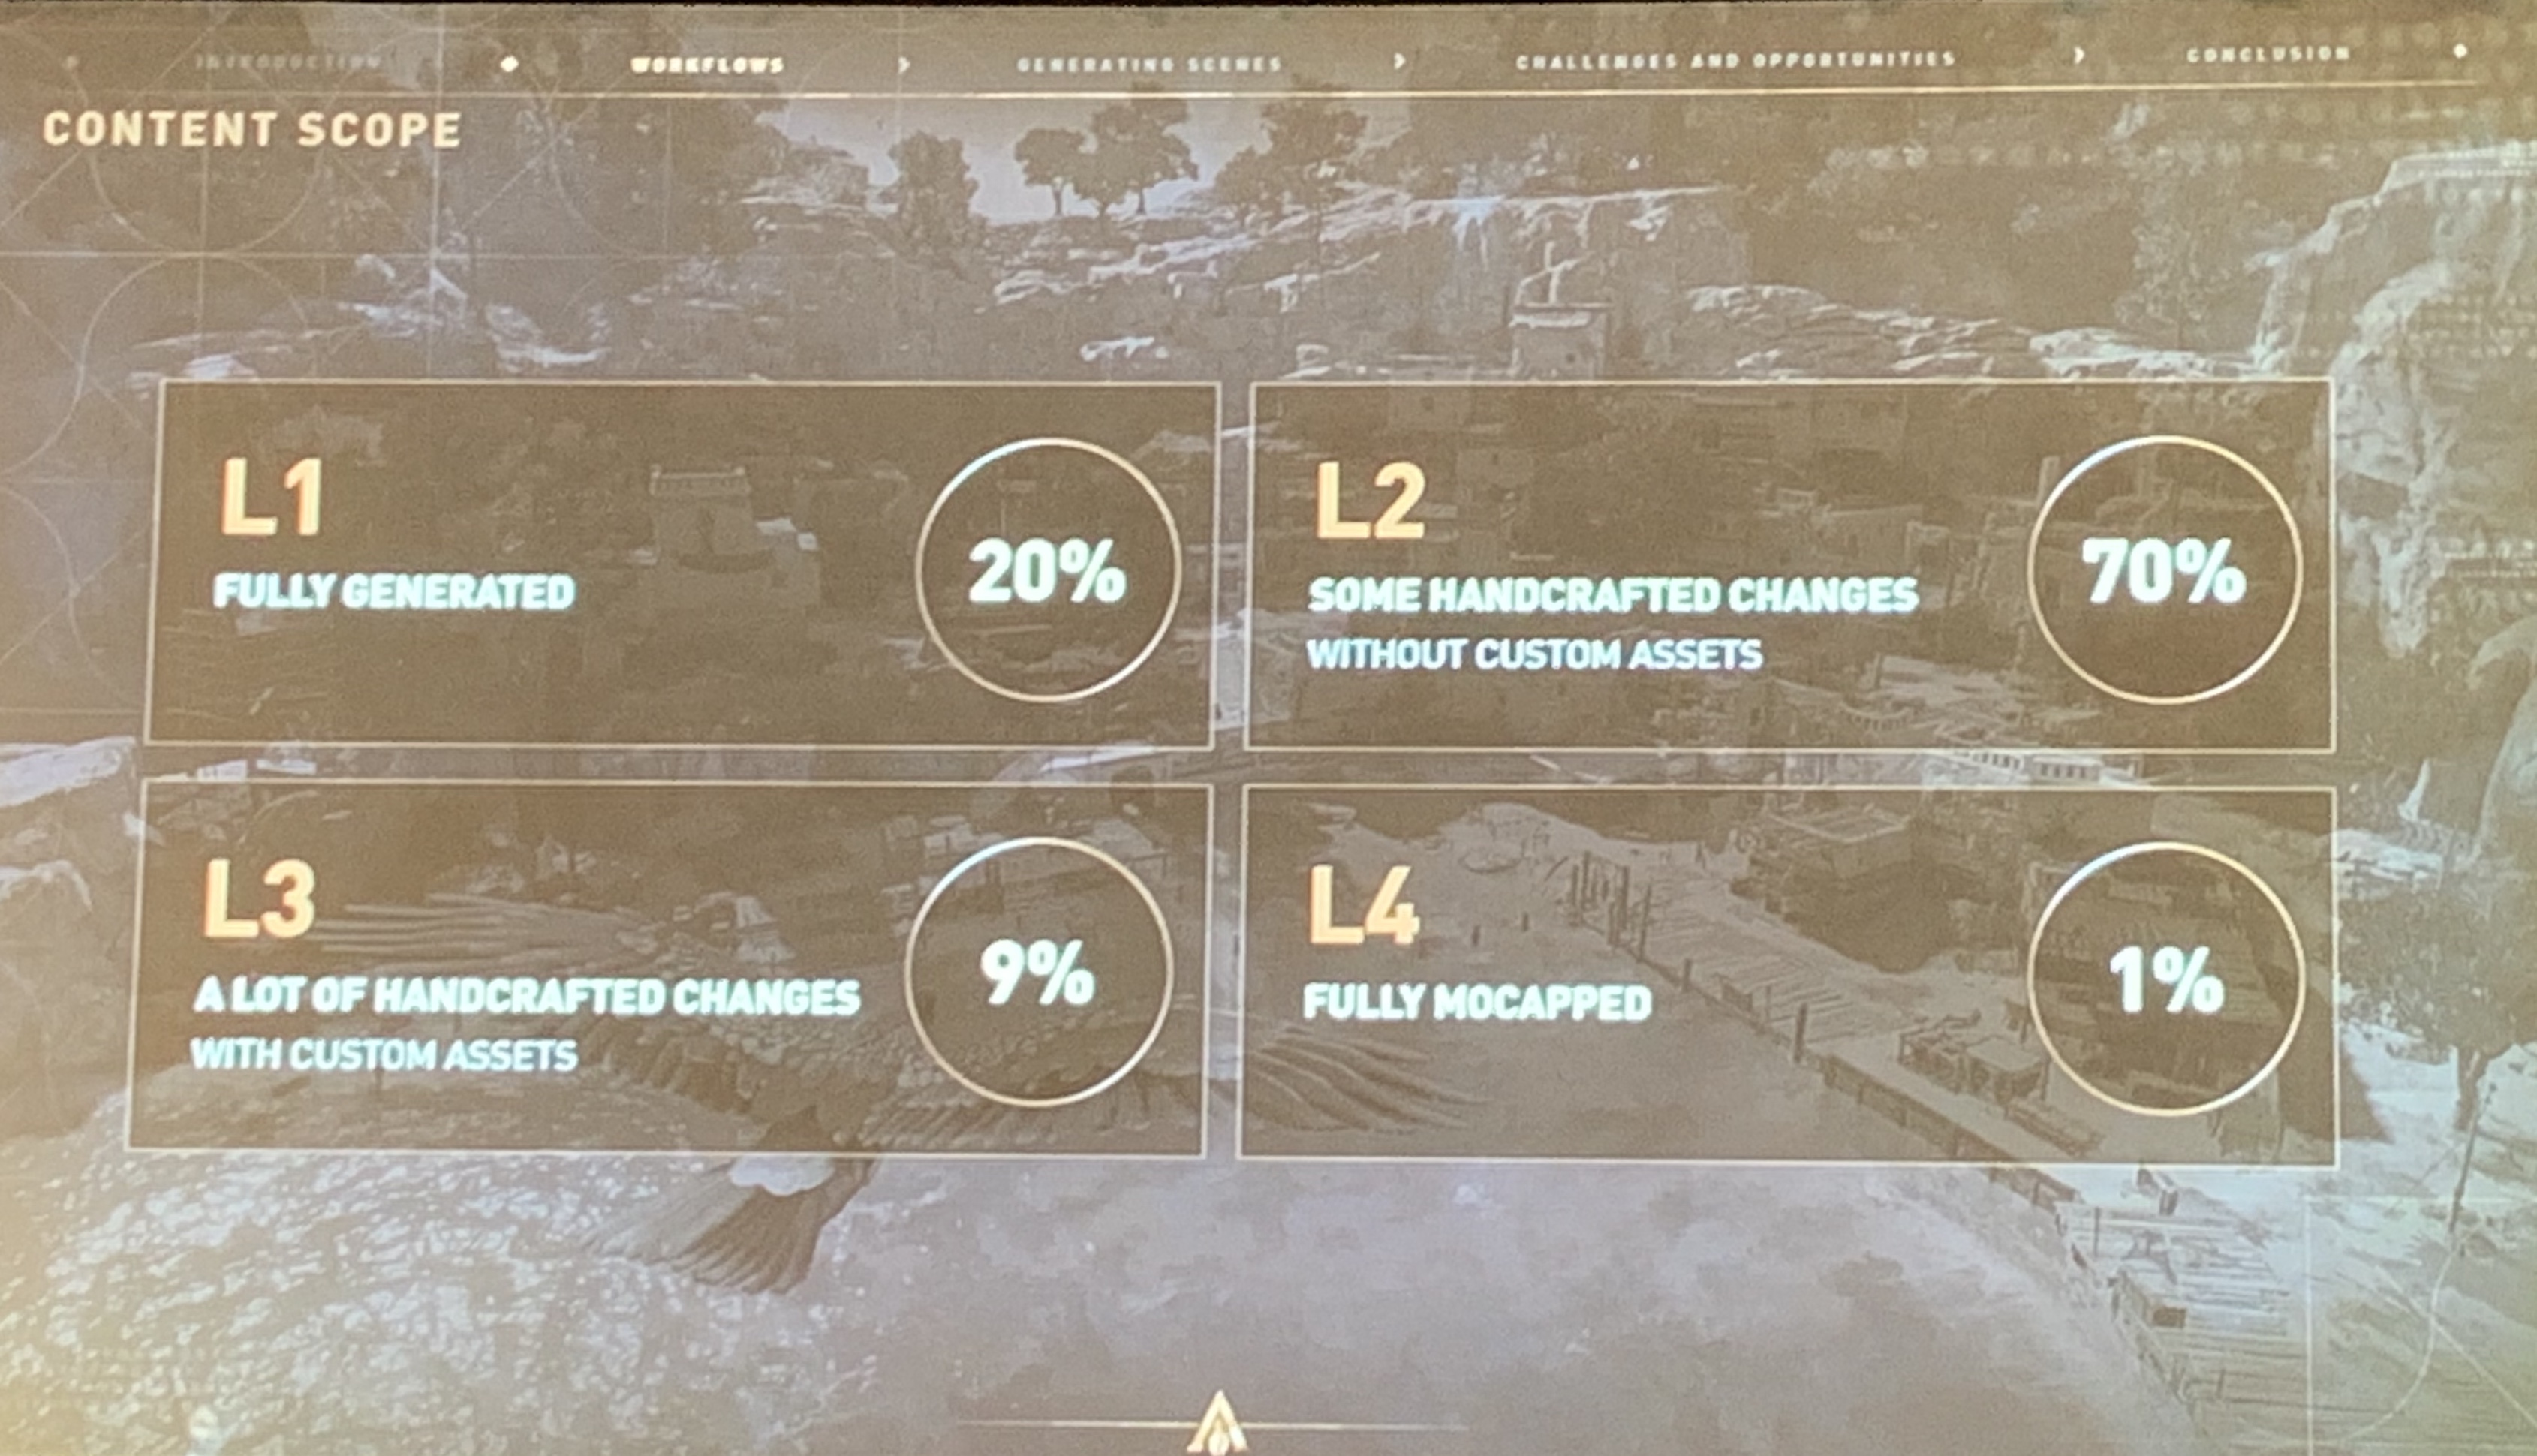 INTRODUCTION
WORKFLOWS
GENERATING SCENES
CHALLENGES AND OPPORTUNITIES
CONCLUSION
CONTENT SCOPE
L1
FULLY GENERATED
20%
L2
SOME HANDCRAFTED CHANGES
WITHOUT CUSTOM ASSETS
70%
L3
A LOT OF HANDCRAFTED CHANGES
WITH CUSTOM ASSETS
9%
L4
FULLY MOCAPPED
1%